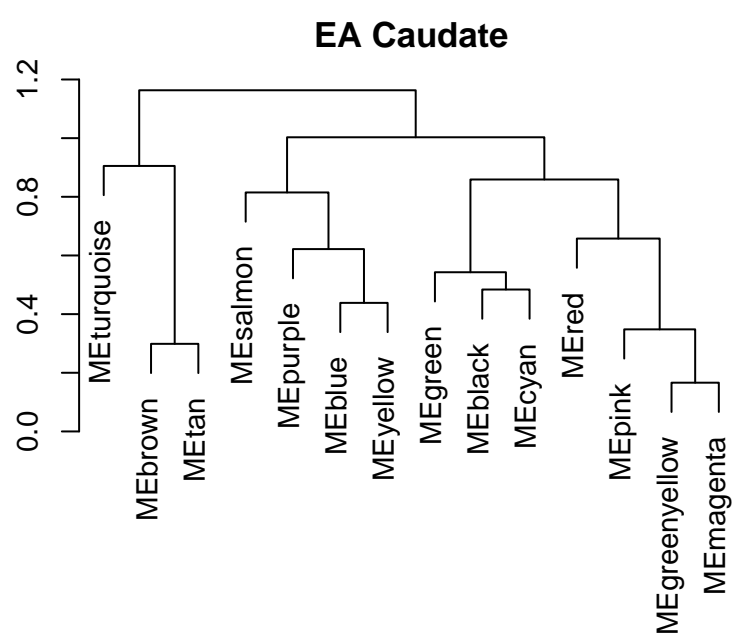 EA Caudate
1.2
0.8
0.4
0.0
MEturquoise
MEbrown
MEtan
MEsalmon
MEpurple
MEblue
MEyellow
MEgreen
MEblack
MEcyan
MEred
MEpink
MEgreenyellow
MEmagenta